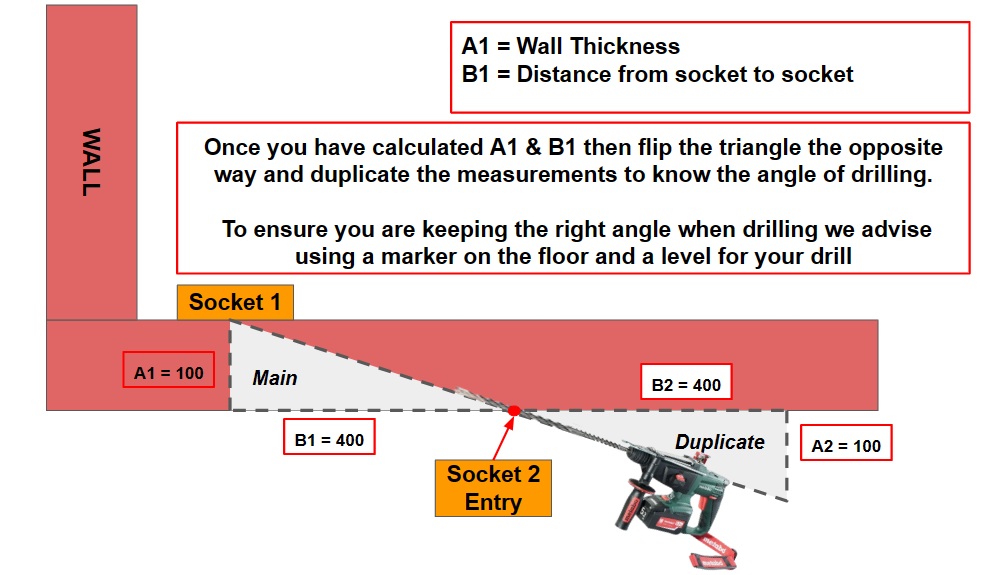 A1 = Wall Thickness
B1 = Distance from socket to socket
WALL
Once you have calculated A1 & B1 then flip the triangle the opposite
way and duplicate the measurements to know the angle of drilling.
To ensure you are keeping the right angle when drilling we advise
using a marker on the floor and a level for your drill
Socket 1
A1 = 100
Main
B2 = 400
B1 = 400
Duplicate
A2 = 100
Socket 2
Entry
metabo
metabo